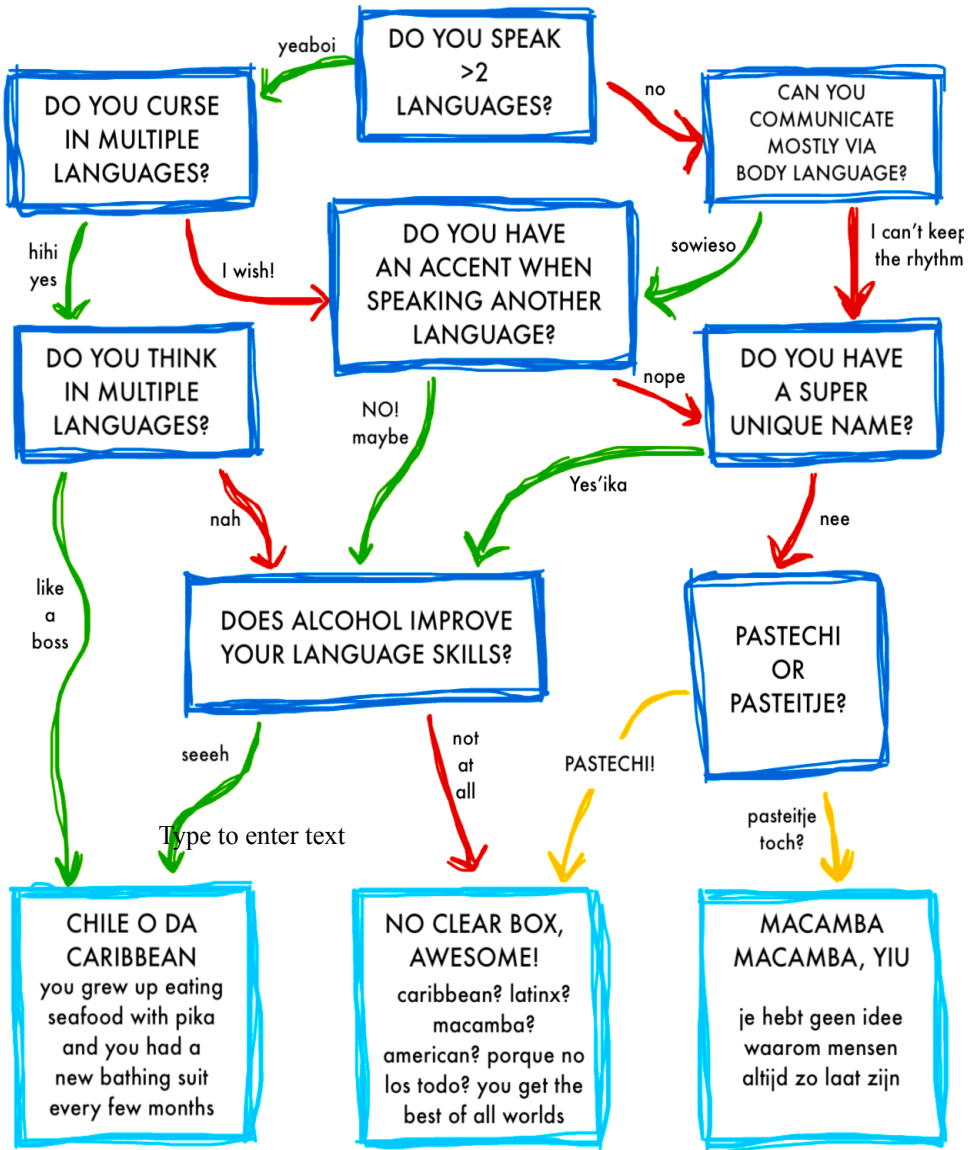 DO YOU SPEAK
>2
LANGUAGES?
yeaboi
no
DO YOU CURSE
IN MULTIPLE
LANGUAGES?
CAN YOU
COMMUNICATE
MOSTLY VIA
BODY LANGUAGE?
hihi
yes
I wish!
DO YOU HAVE
AN ACCENT WHEN
SPEAKING ANOTHER
LANGUAGE?
sowieso
I can't keep
the rhythm
DO YOU THINK
IN MULTIPLE
LANGUAGES?
NO!
maybe
nope
DO YOU HAVE
A SUPER
UNIQUE NAME?
nah
Yes'ika
nee
like
a
boss
DOES ALCOHOL IMPROVE
YOUR LANGUAGE SKILLS?
PASTECHI
OR
PASTEITJE?
seeeh
not
at
all
PASTECHI!
pasteitje
toch?
Type to enter text
CHILE O DA
CARIBBEAN
you grew up eating
seafood with pika
and you had a
new bathing suit
every few months
NO CLEAR BOX,
AWESOME!
caribbean? latinx?
macamba?
american? porque no
los todo? you get the
best of all worlds
MACAMBA
MACAMBA, YIU
je hebt geen idee
waarom mensen
altijd zo laat zijn